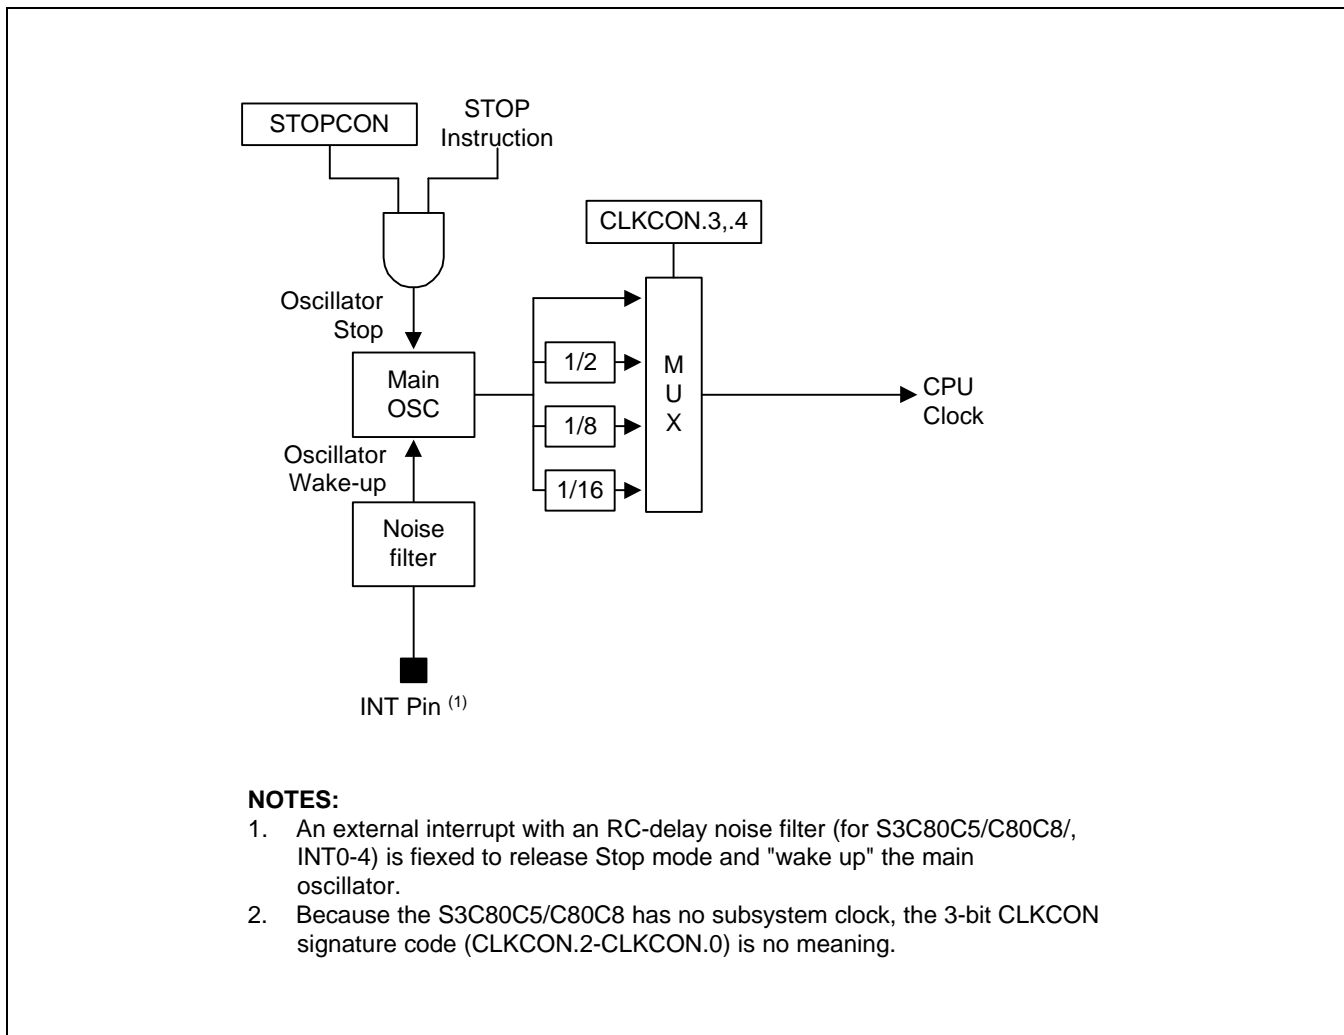 STOPCON
STOP
Instruction
CLKCON.3,.4
Oscillator
Stop
Main
OSC
1/2
1/8
1/16
M
U
X
CPU
Clock
Oscillator
Wake-up
Noise
filter
INT Pin (1)
NOTES:
1. An external interrupt with an RC-delay noise filter (for S3C80C5/C80C8/,
INT0-4) is fiexed to release Stop mode and "wake up" the main
oscillator.
2. Because the S3C80C5/C80C8 has no subsystem clock, the 3-bit CLKCON
signature code (CLKCON.2-CLKCON.0) is no meaning.